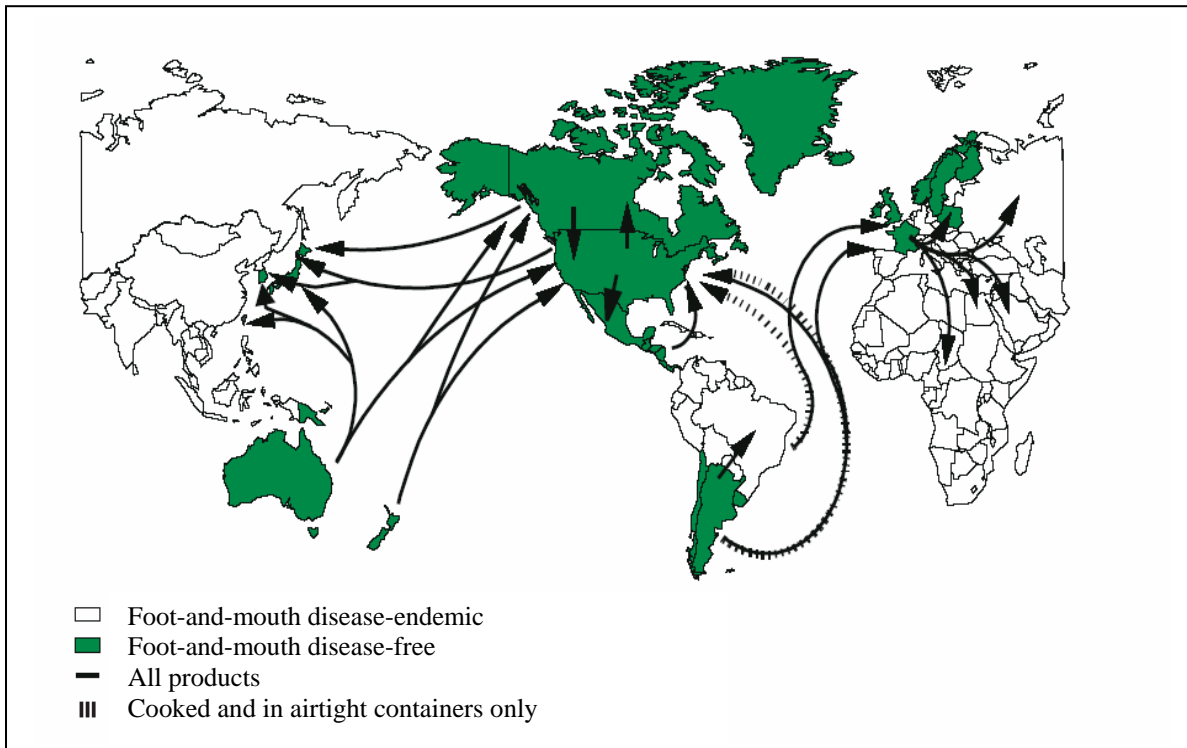 Foot-and-mouth disease-endemic
Foot-and-mouth disease-free
All products
Cooked and in airtight containers only